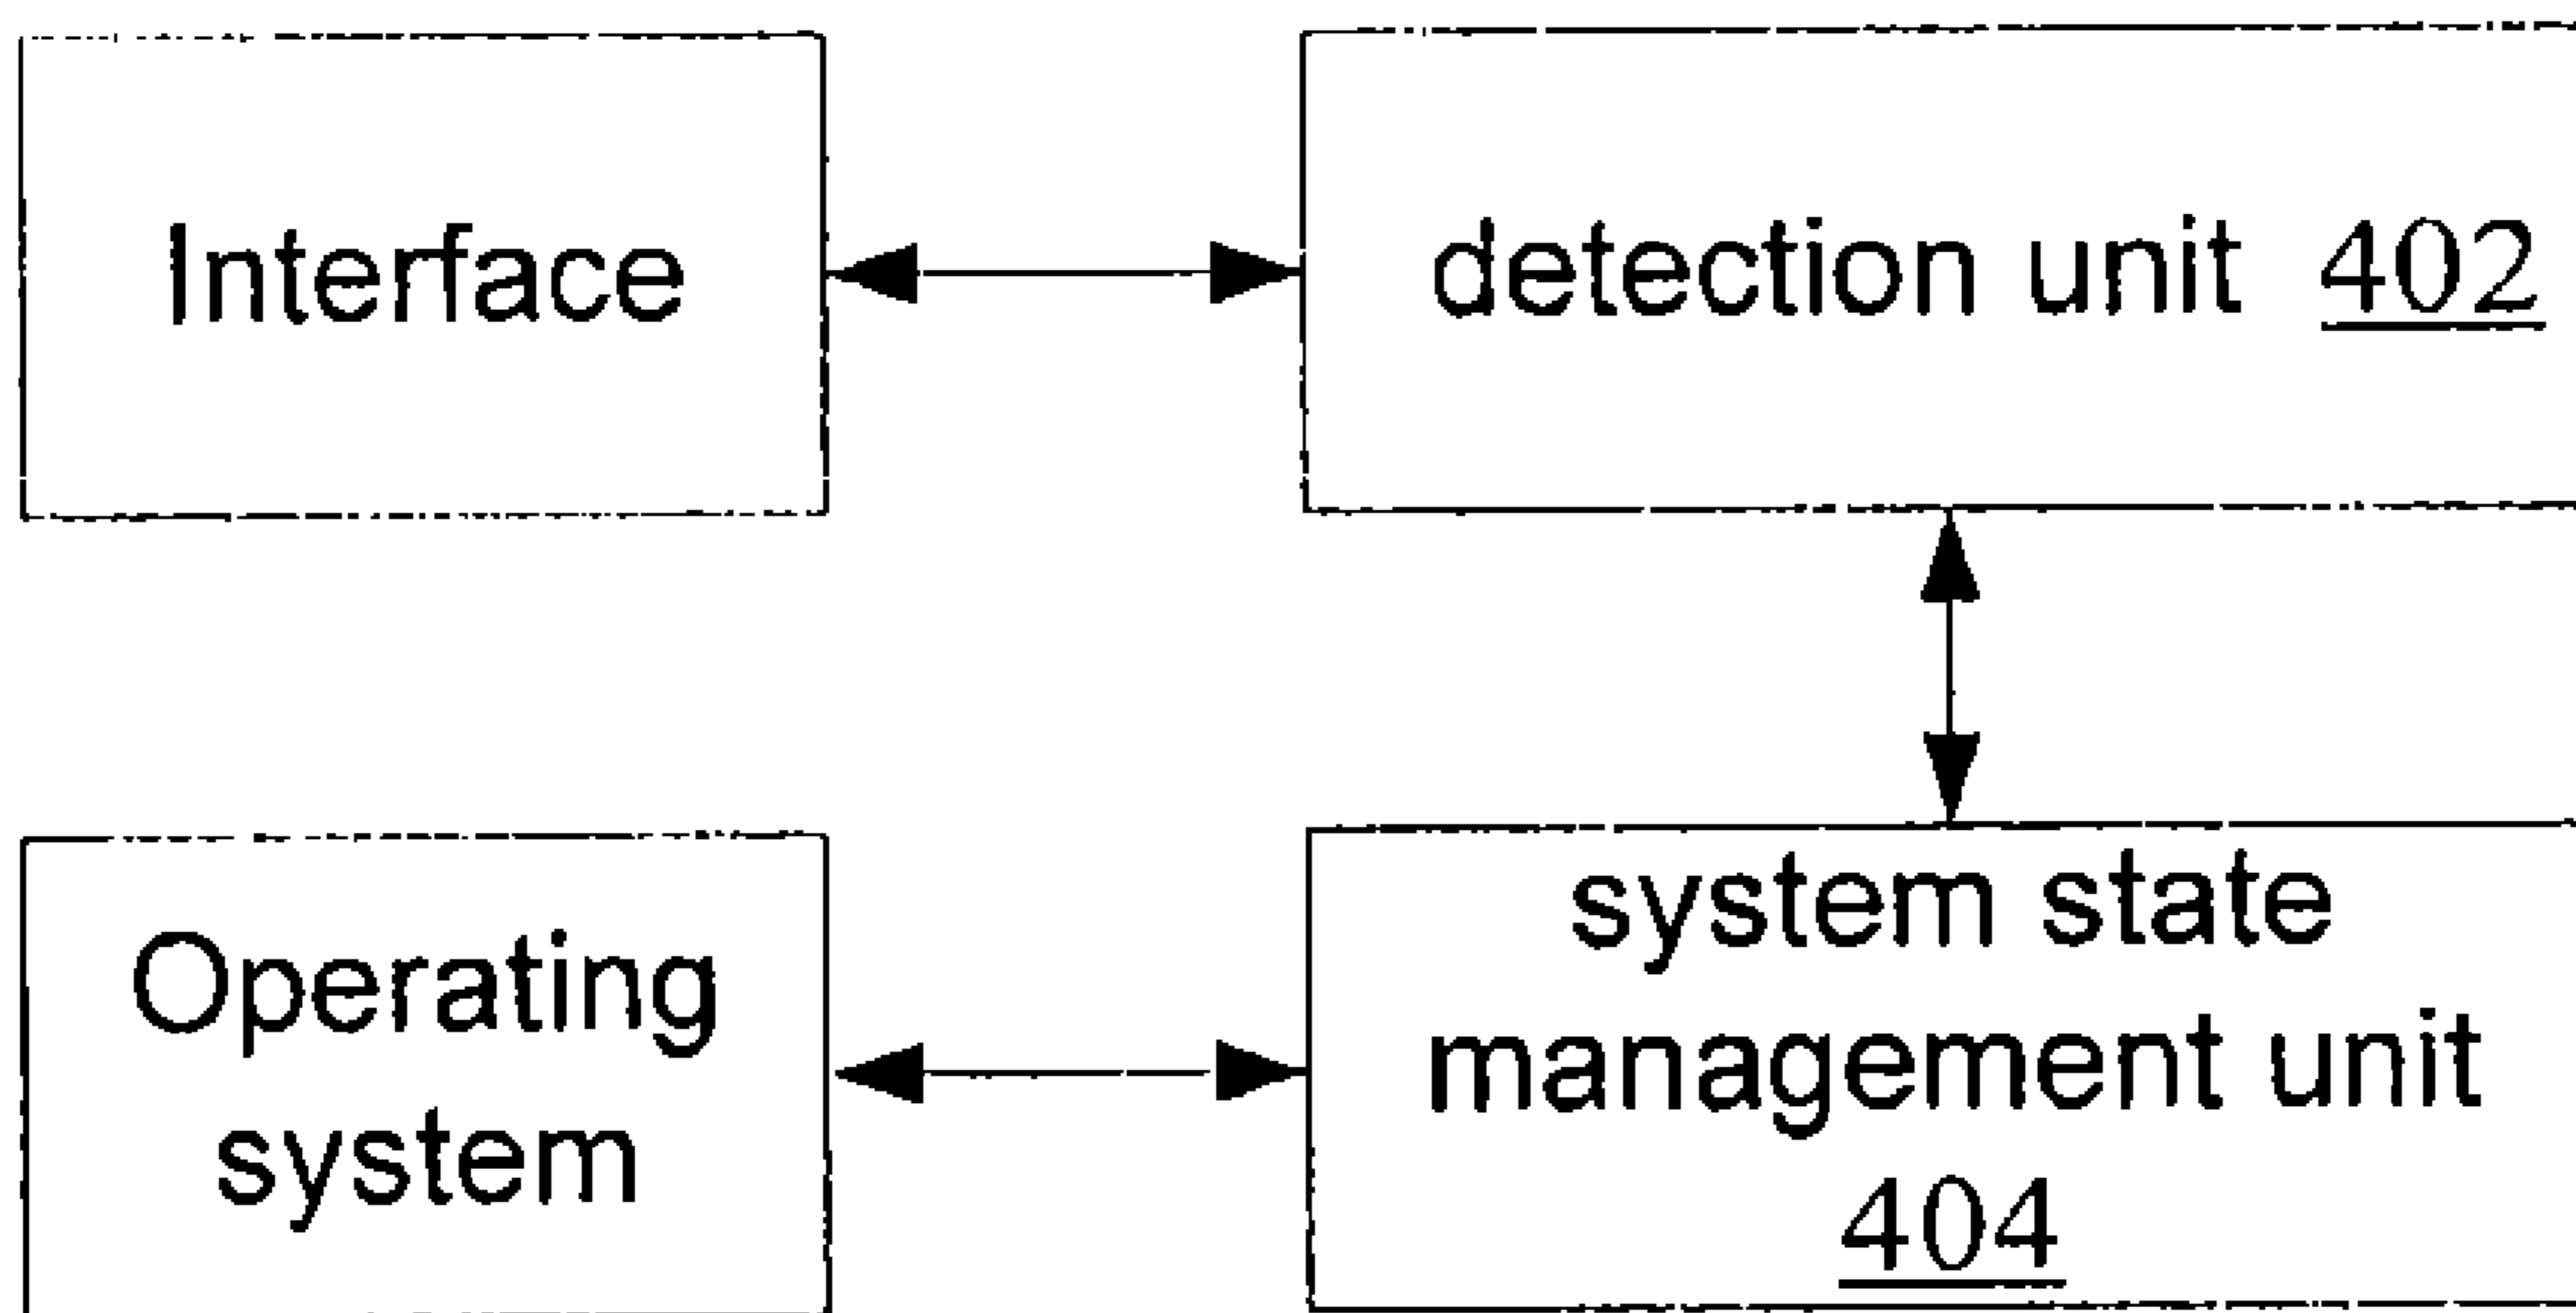 Interface
detection unit 402
Operating
system
system state
management unit
404